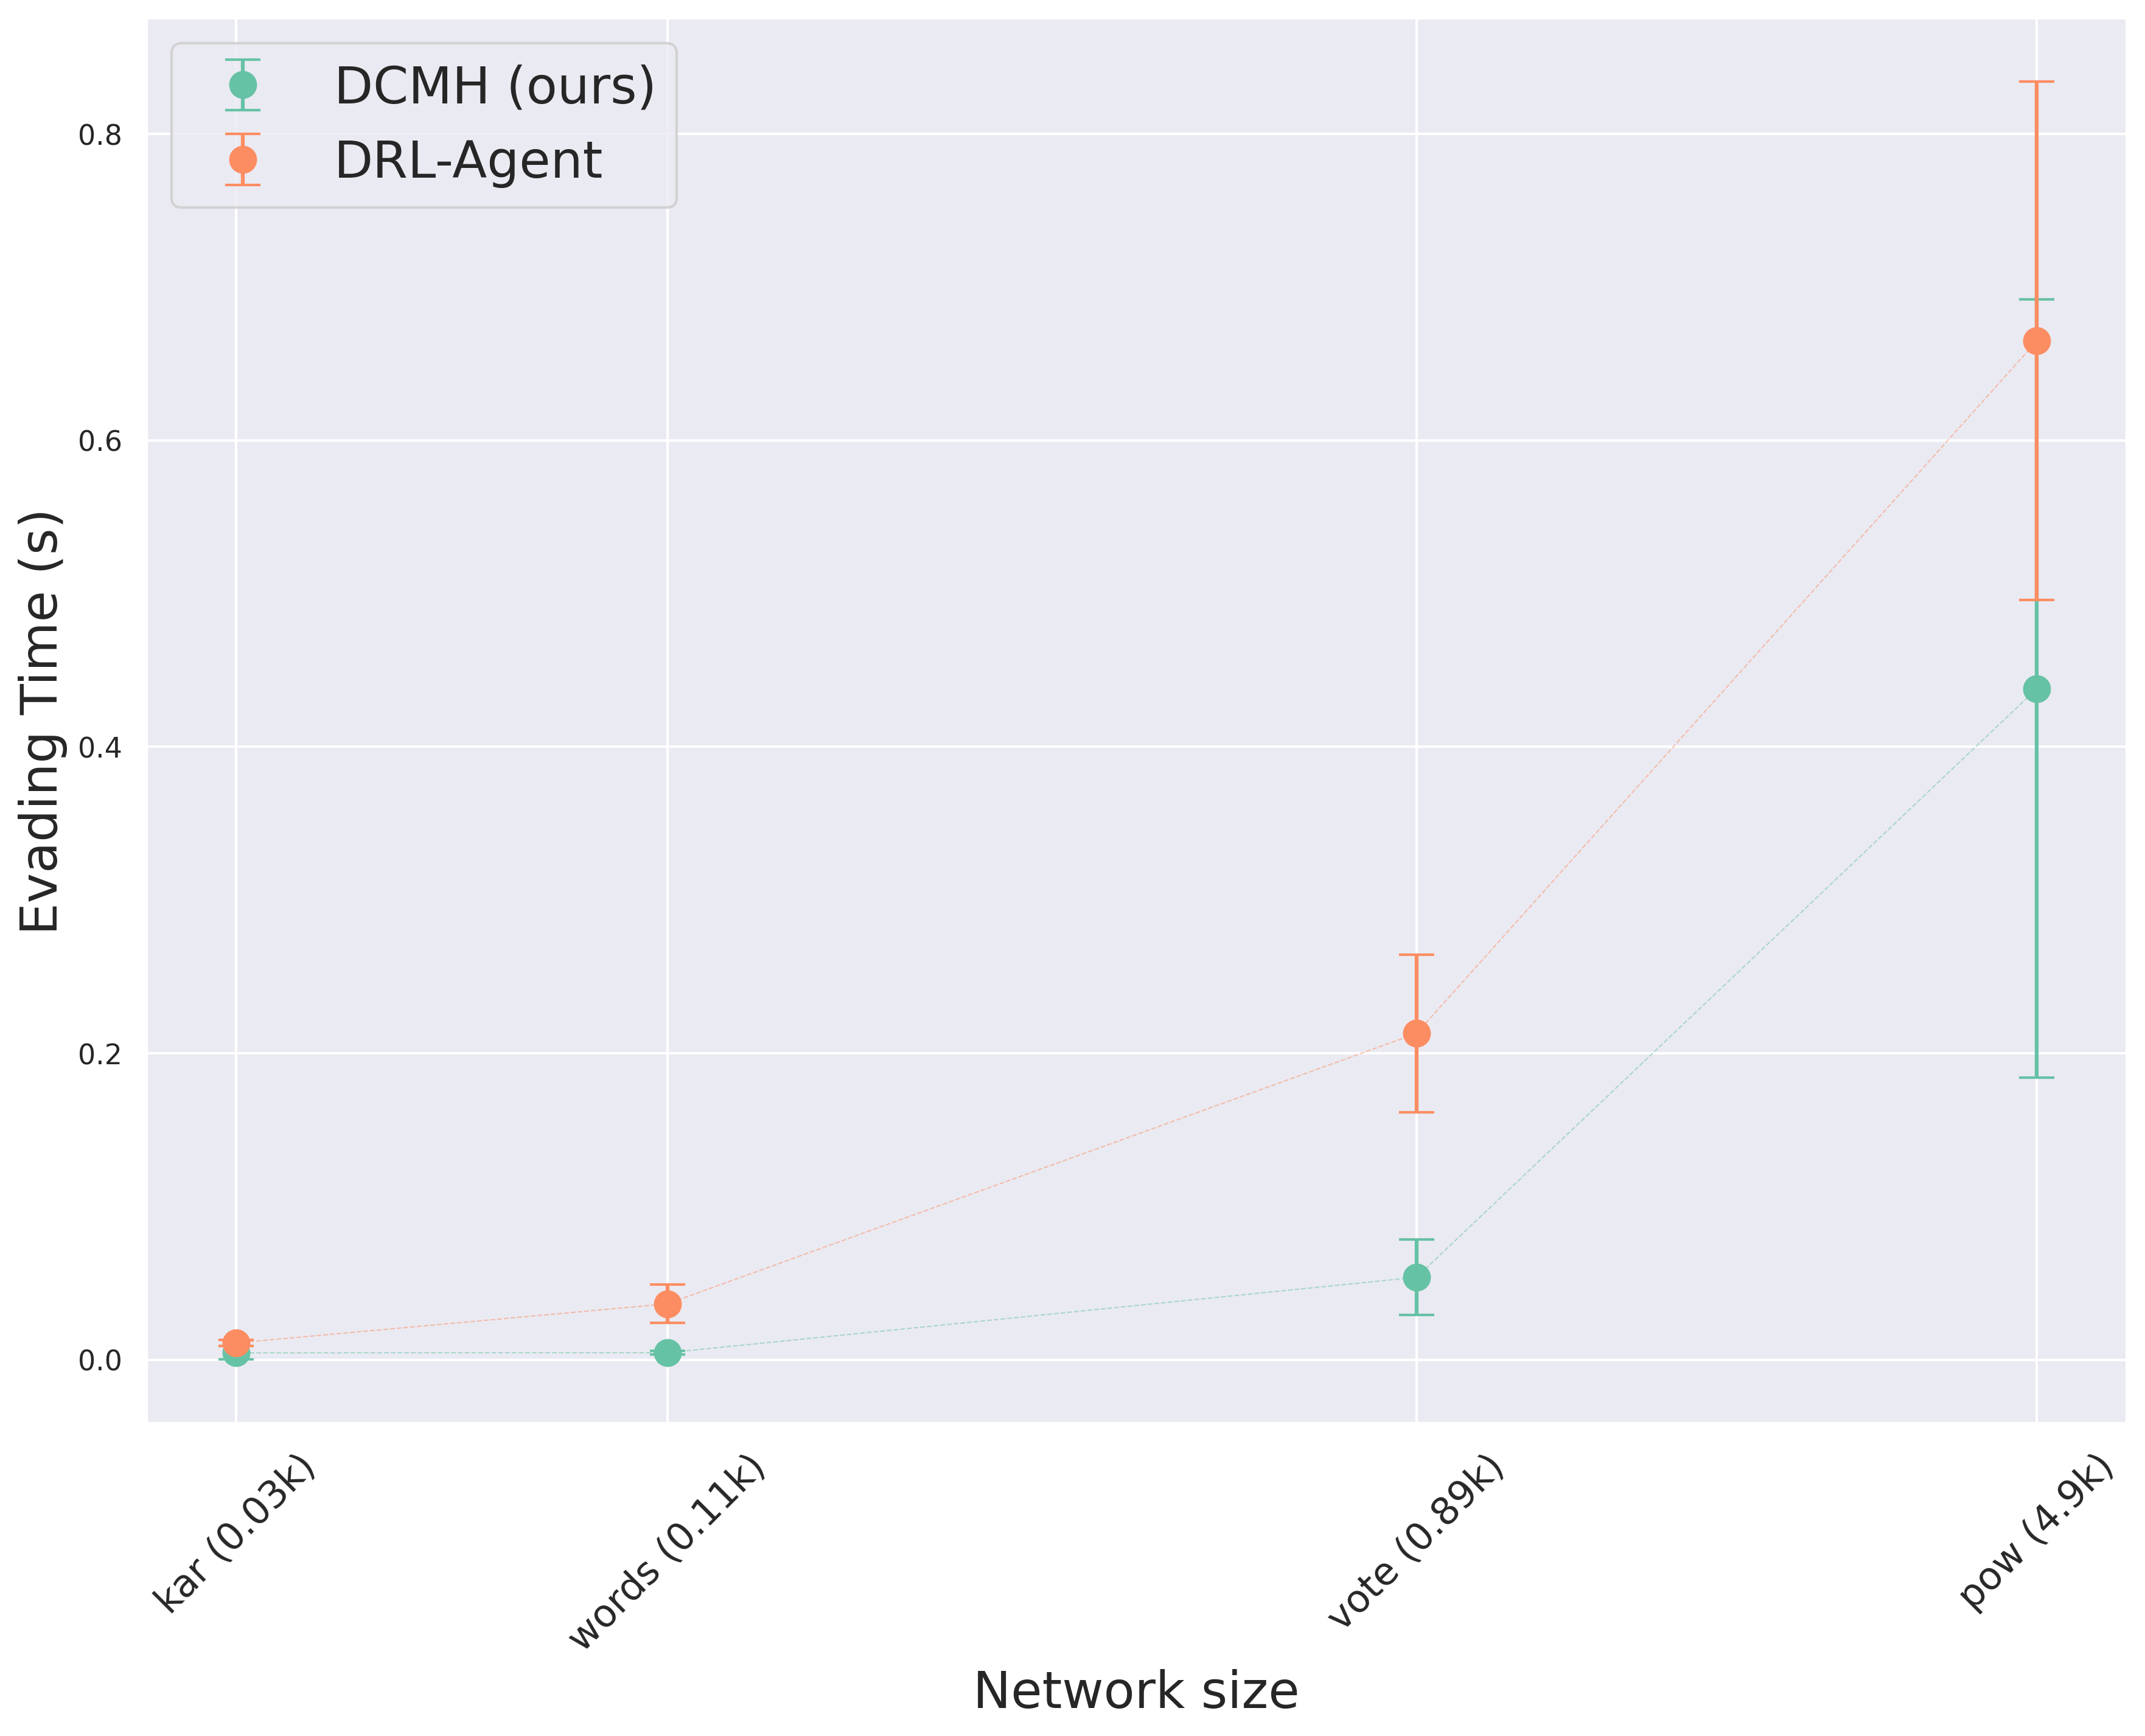 DCMH (ours)
DRL-Agent
0.8
0.6
0.4
0.2
0.0
Evading Time (s)
kar (0.03k)
words (0.11k)
vote (0.89k)
pow (4.9k)
Network size